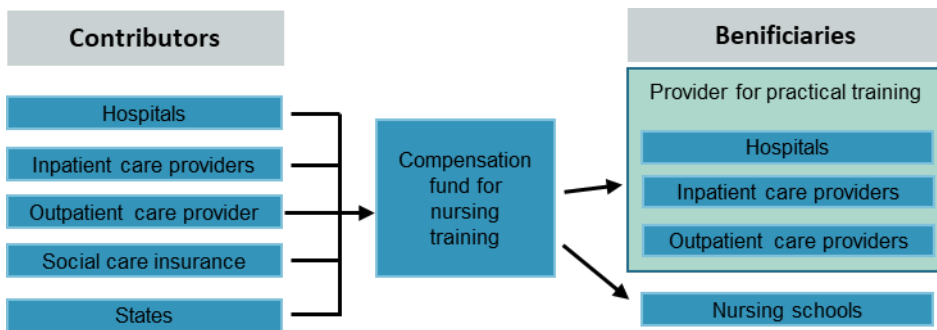 Contributors
Hospitals
Inpatient care providers
Outpatient care provider
Social care insurance
States
Compensation
fund for
nursing
training
Benificiaries
Provider for practical training
Hospitals
Inpatient care providers
Outpatient care providers
Nursing schools